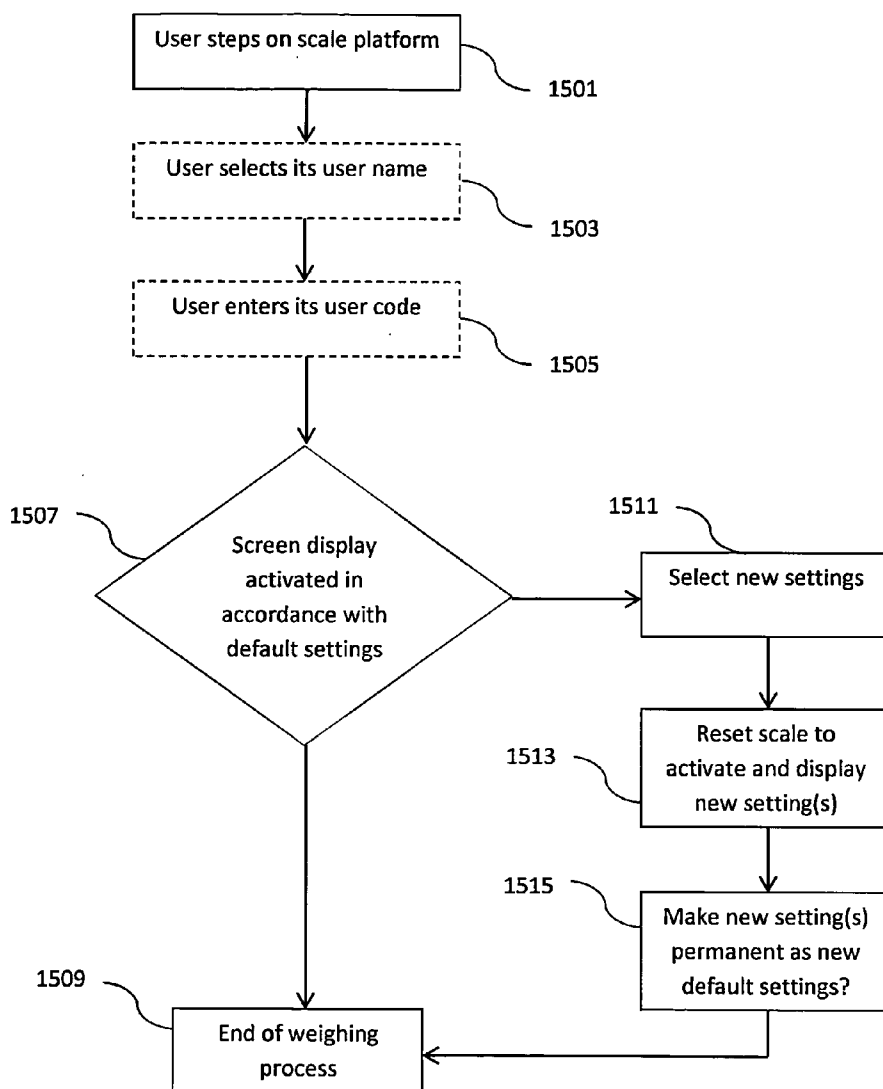 User steps on scale platform
1501
User selects its user name
1503
User enters its user code
1505
1507
Screen display
activated in
accordance with
default settings
1511
Select new settings
1513
Reset scale to
activate and display
new setting(s)
1515
Make new setting(s)
permanent as new
default settings?
1509
End of weighing
process